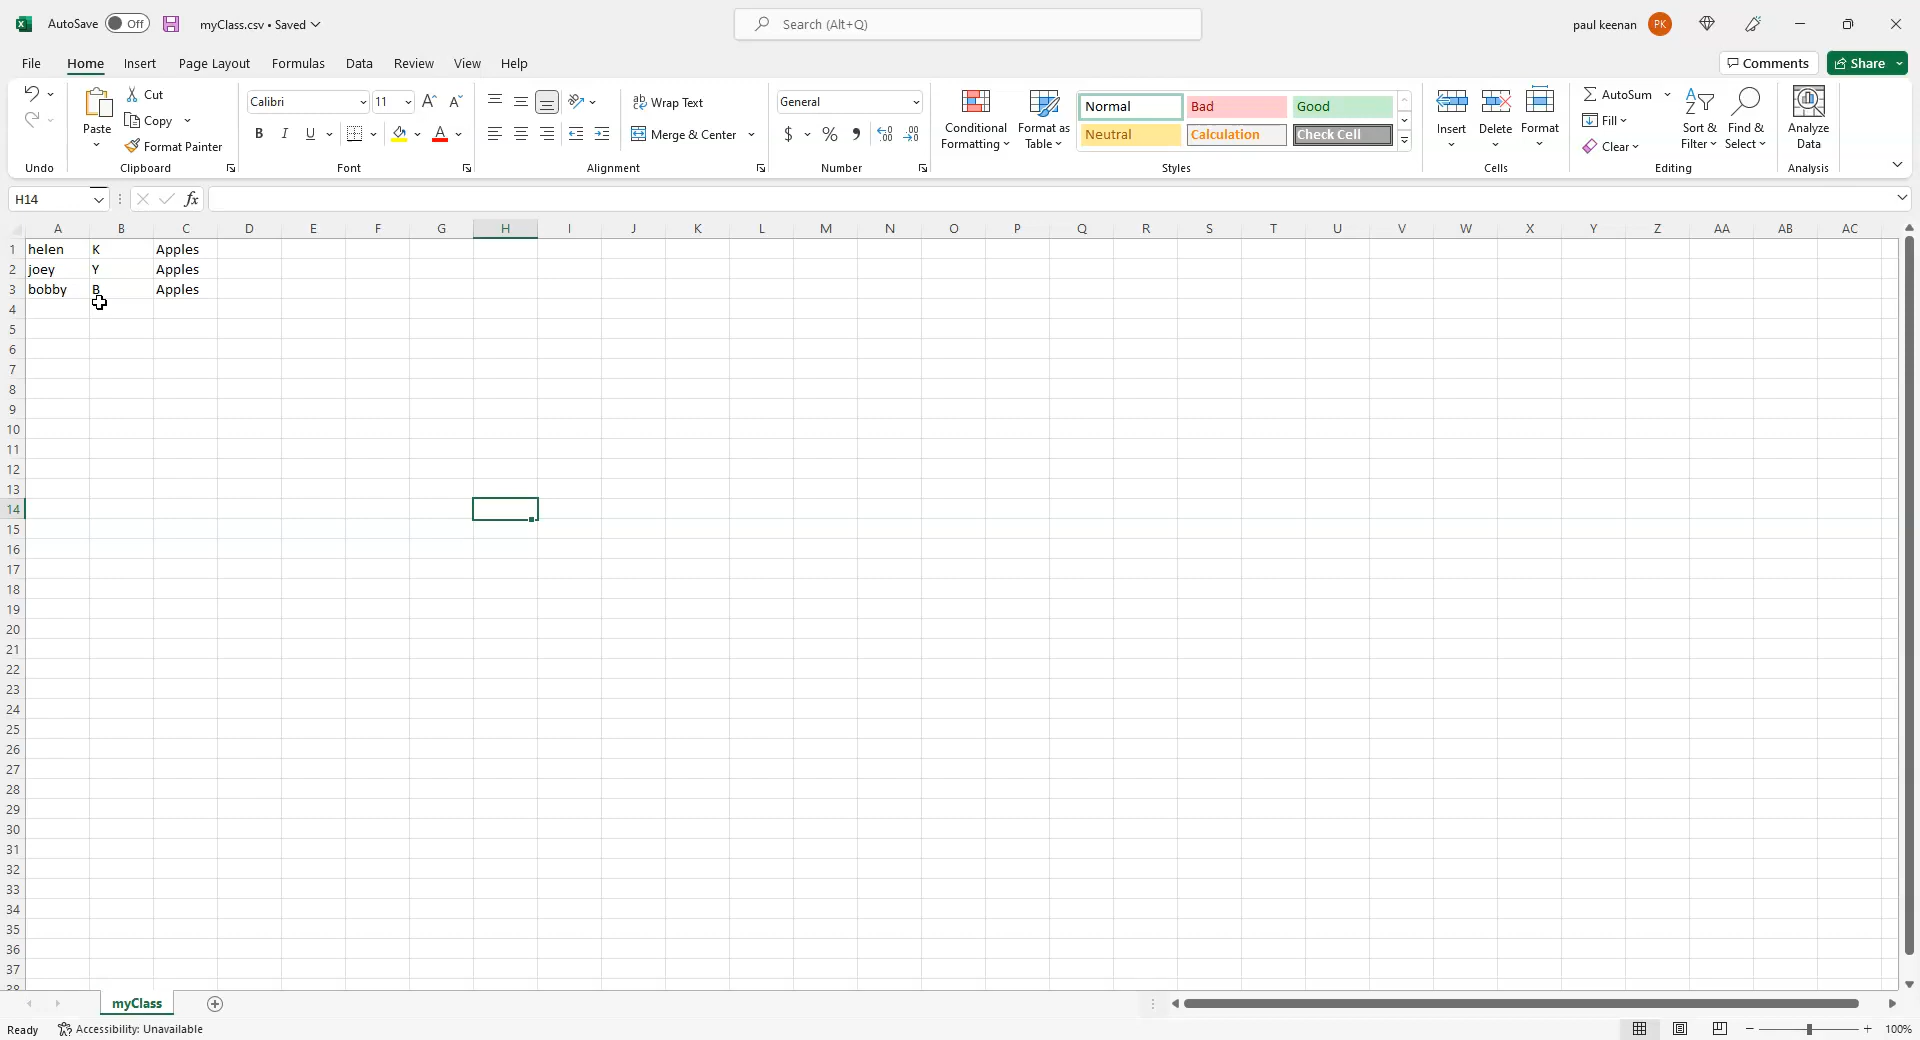 AutoSave Off myClass.csv • Saved Search (Alt+Q) paul keenan PK
File Home Insert Page Layout Formulas Data Review View Help Comments Share
Cut
Copy
Format Painter
Paste
Undo Clipboard
Calibri 11
B I U A
Font
Wrap Text
Merge & Center
Alignment
General
$ % 9
Number
Conditional Formatting
Format as Table
Normal Bad Good
Neutral Calculation Check Cell
Styles
Insert Delete Format
Cells
AutoSum
Fill
Clear
Sort & Filter
Find & Select
Editing
Analyze Data
Analysis
H14 fx
A B C D E F G H I J K L M N O P Q R S T U V W X Y Z AA AB AC
1 helen K Apples
2 joey Y Apples
3 bobby B Apples
4
5
6
7
8
9
10
11
12
13
14
15
16
17
18
19
20
21
22
23
24
25
26
27
28
29
30
31
32
33
34
35
36
37
38
myClass
Ready Accessibility: Unavailable 100%